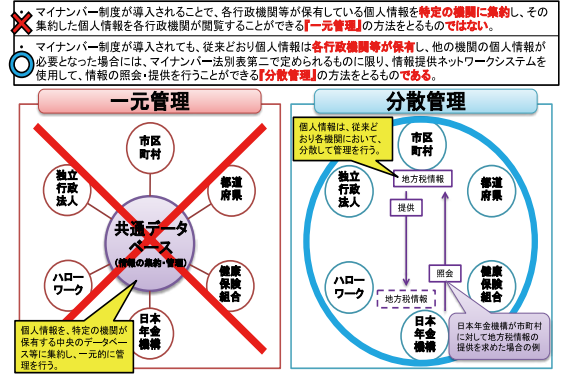 ・ マイナンバー制度が導入されることで、各行政機関等が保有している個人情報を特定の機関に集約し、その
集約した個人情報を各行政機関が閲覧することができる『一元管理』の方法をとるものではない。
・ マイナンバー制度が導入されても、従来どおり個人情報は各行政機関等が保有し、他の機関の個人情報が
必要となった場合には、マイナンバー法別表第二で定められるものに限り、情報提供ネットワークシステムを
使用して、情報の照会・提供を行うことができる『分散管理』の方法をとるものである。
一元管理
市区
町村
独立
行政
法人
都道
府県
共通データ
ベース
(情報の集約・管理)
ハロー
ワーク
健康
保険
組合
日本
年金
機構
個人情報を、特定の機関が
保有する中央のデータベー
ス等に集約し、一元的に管
理を行う。
分散管理
個人情報は、従来ど
おり各機関において、
分散して管理を行う。
市区
町村
独立
行政
法人
地方税情報
都道
府県
提供
照会
ハロー
ワーク
地方税情報
健康
保険
組合
日本
年金
機構
日本年金機構が市町村
に対して地方税情報の
提供を求めた場合の例